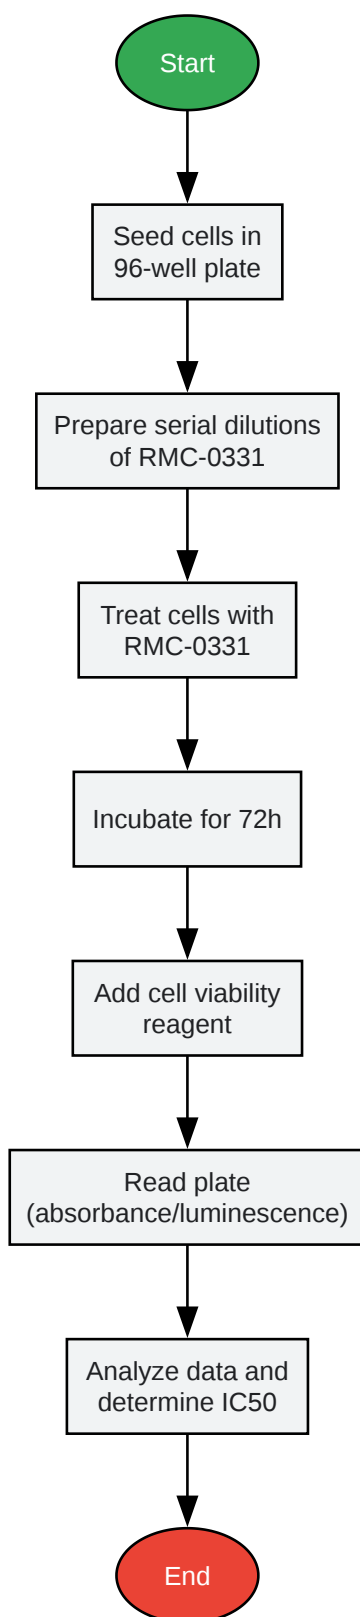 Start
Seed cells in
96-well plate
Prepare serial dilutions
of RMC-0331
Treat cells with
RMC-0331
Incubate for 72h
Add cell viability
reagent
Read plate
(absorbance/luminescence)
Analyze data and
determine IC50
End